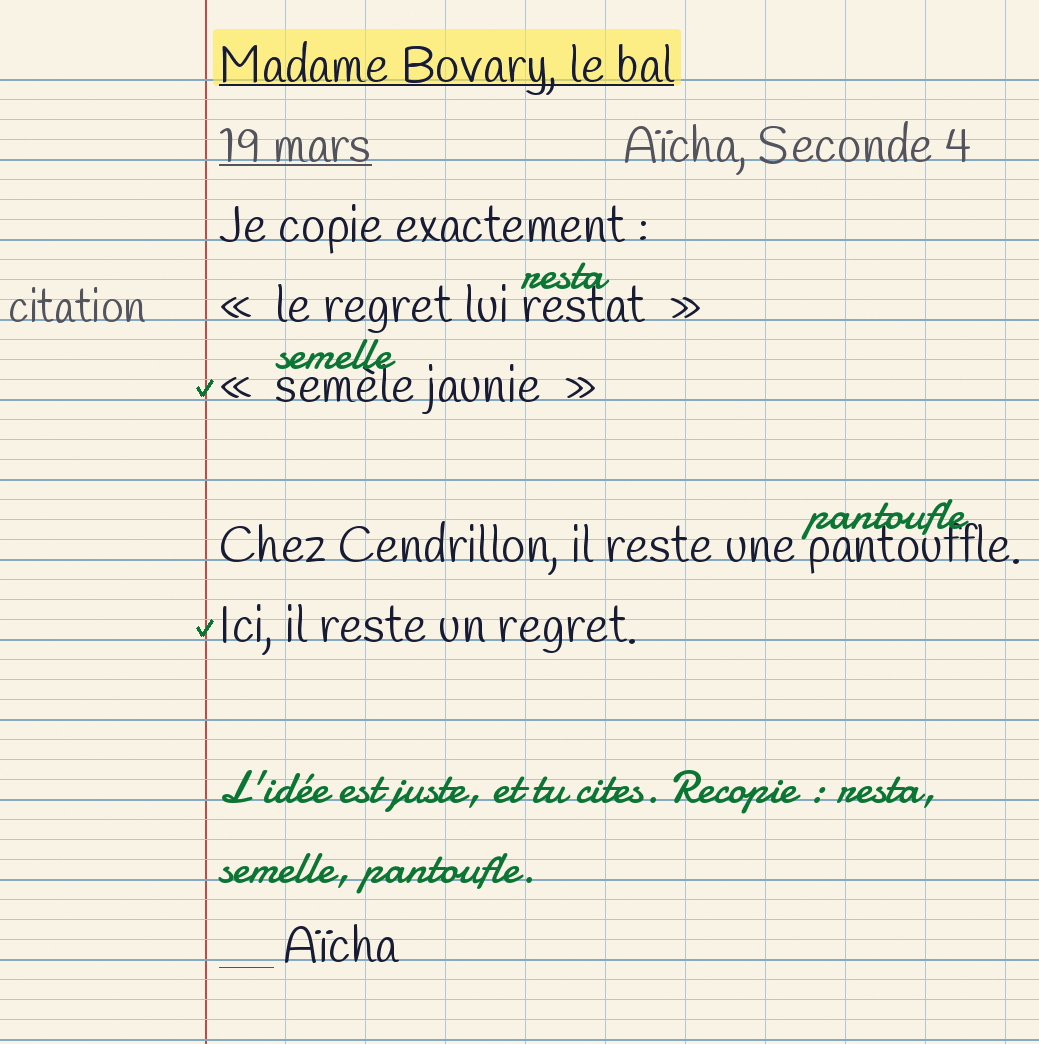 Madame Bovary, le bal
19 mars Aïcha, Seconde 4
Je copie exactement :
resta
citation « le regret lui restat »
semelle
✓ « semèle jaunie »
pantoufle
Chez Cendrillon, il reste une pantouffle.
✓ Ici, il reste un regret.
L'idée est juste, et tu cites. Recopie : resta,
semelle, pantoufle.
___ Aïcha